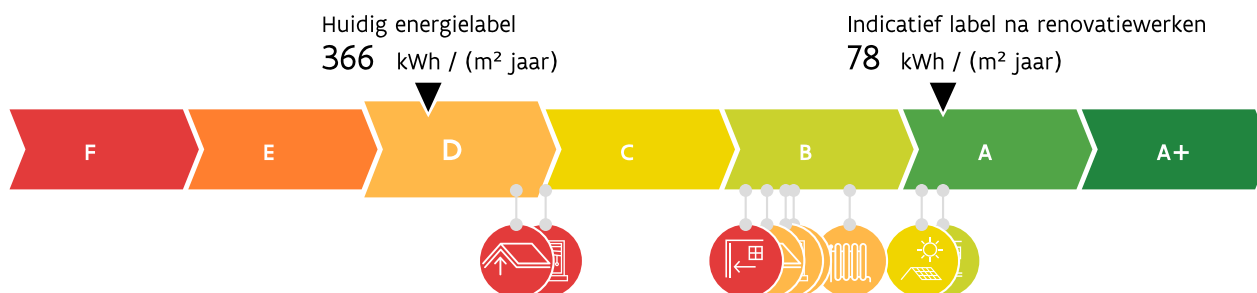 Huidig energielabel
366 kWh / (m² jaar)
Indicatief label na renovatiewerken
78 kWh / (m² jaar)
F E D C B A A+